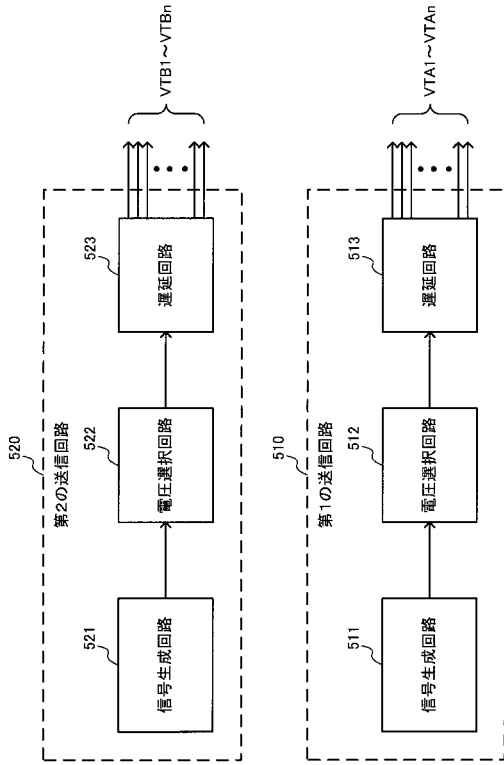 520
第2の送信回路
521
信号生成回路
522
電圧選択回路
523
遅延回路
VTB1~VTBn
510
第1の送信回路
511
信号生成回路
512
電圧選択回路
513
遅延回路
VTA1~VTAn